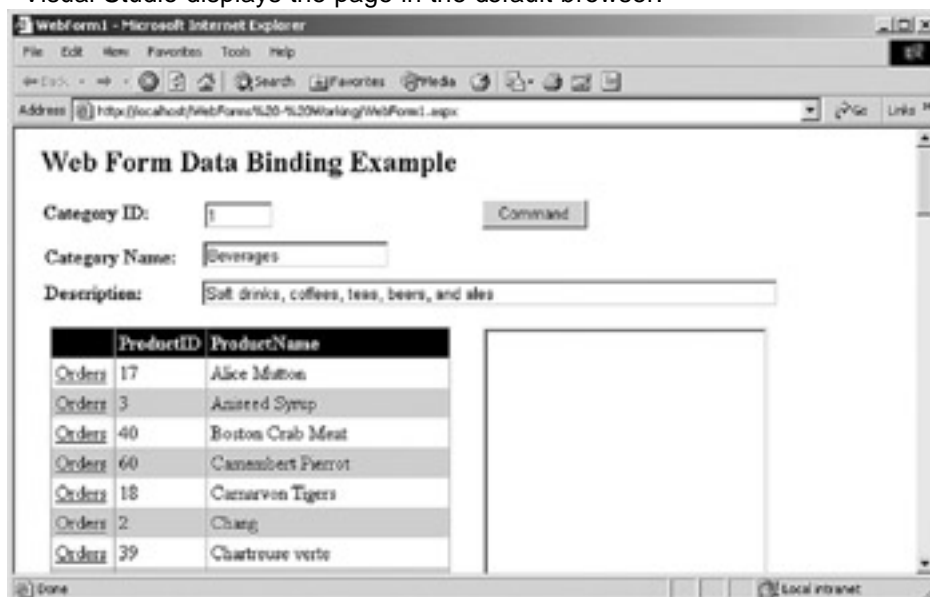 Visual Studio displays the page in the default browser.
WebForm1 - Microsoft Internet Explorer
File Edit View Favorites Tools Help
Back Search Favorites Media
Address http://localhost/WebForms%20-%20Working/WebForm1.aspx Go Links
Web Form Data Binding Example
Category ID: 1 Command
Category Name: Beverages
Description: Soft drinks, coffees, teas, beers, and ales
ProductID ProductName
Orders 17 Alice Mutton
Orders 3 Aniseed Syrup
Orders 40 Boston Crab Meat
Orders 60 Camembert Pierrot
Orders 18 Carnarvon Tigers
Orders 2 Chang
Orders 39 Chartreuse verte
Done Local intranet